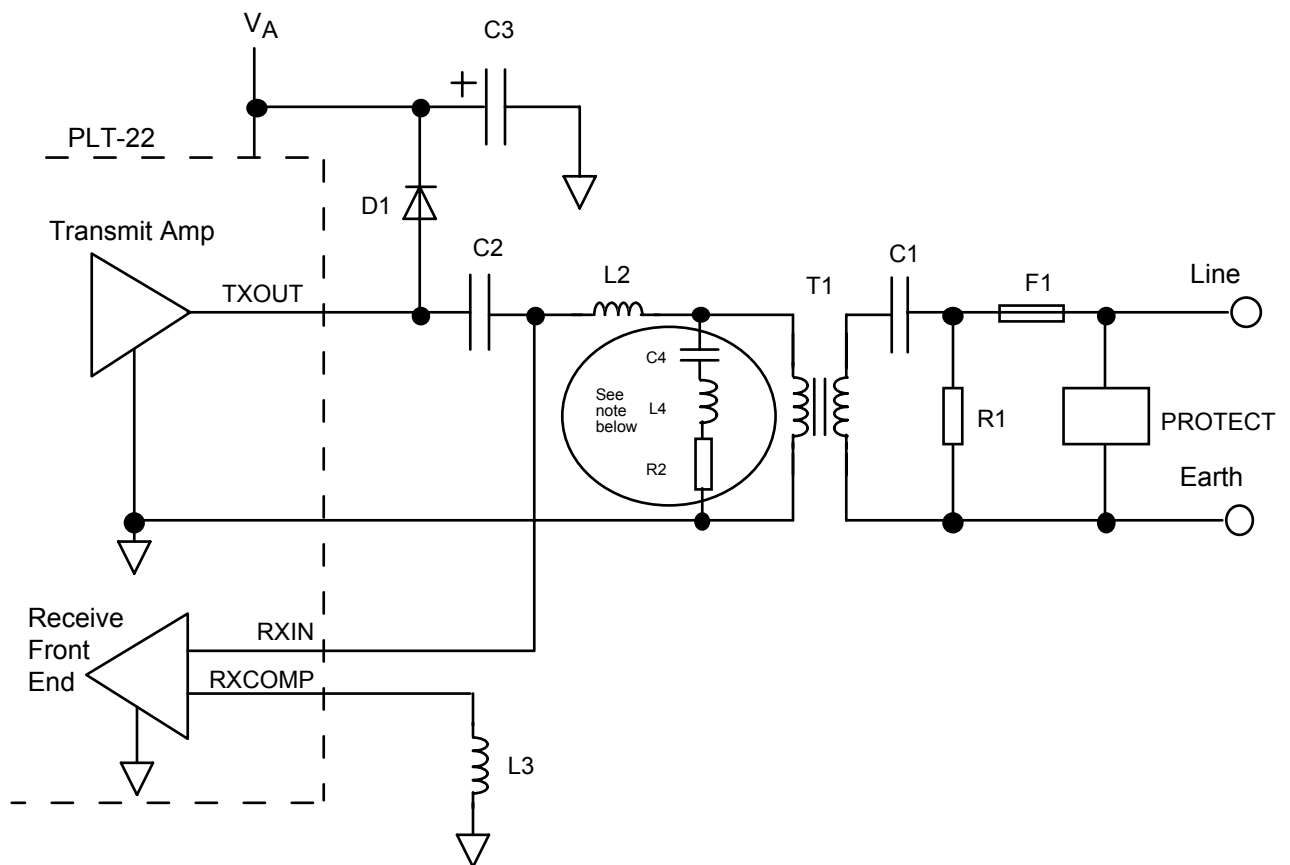 VA
C3
+
PLT-22
D1
Transmit Amp
C2
L2
T1
C1
F1
Line
TXOUT
C4
See
note
below
L4
R2
R1
PROTECT
Earth
Receive
Front
End
RXIN
RXCOMP
L3